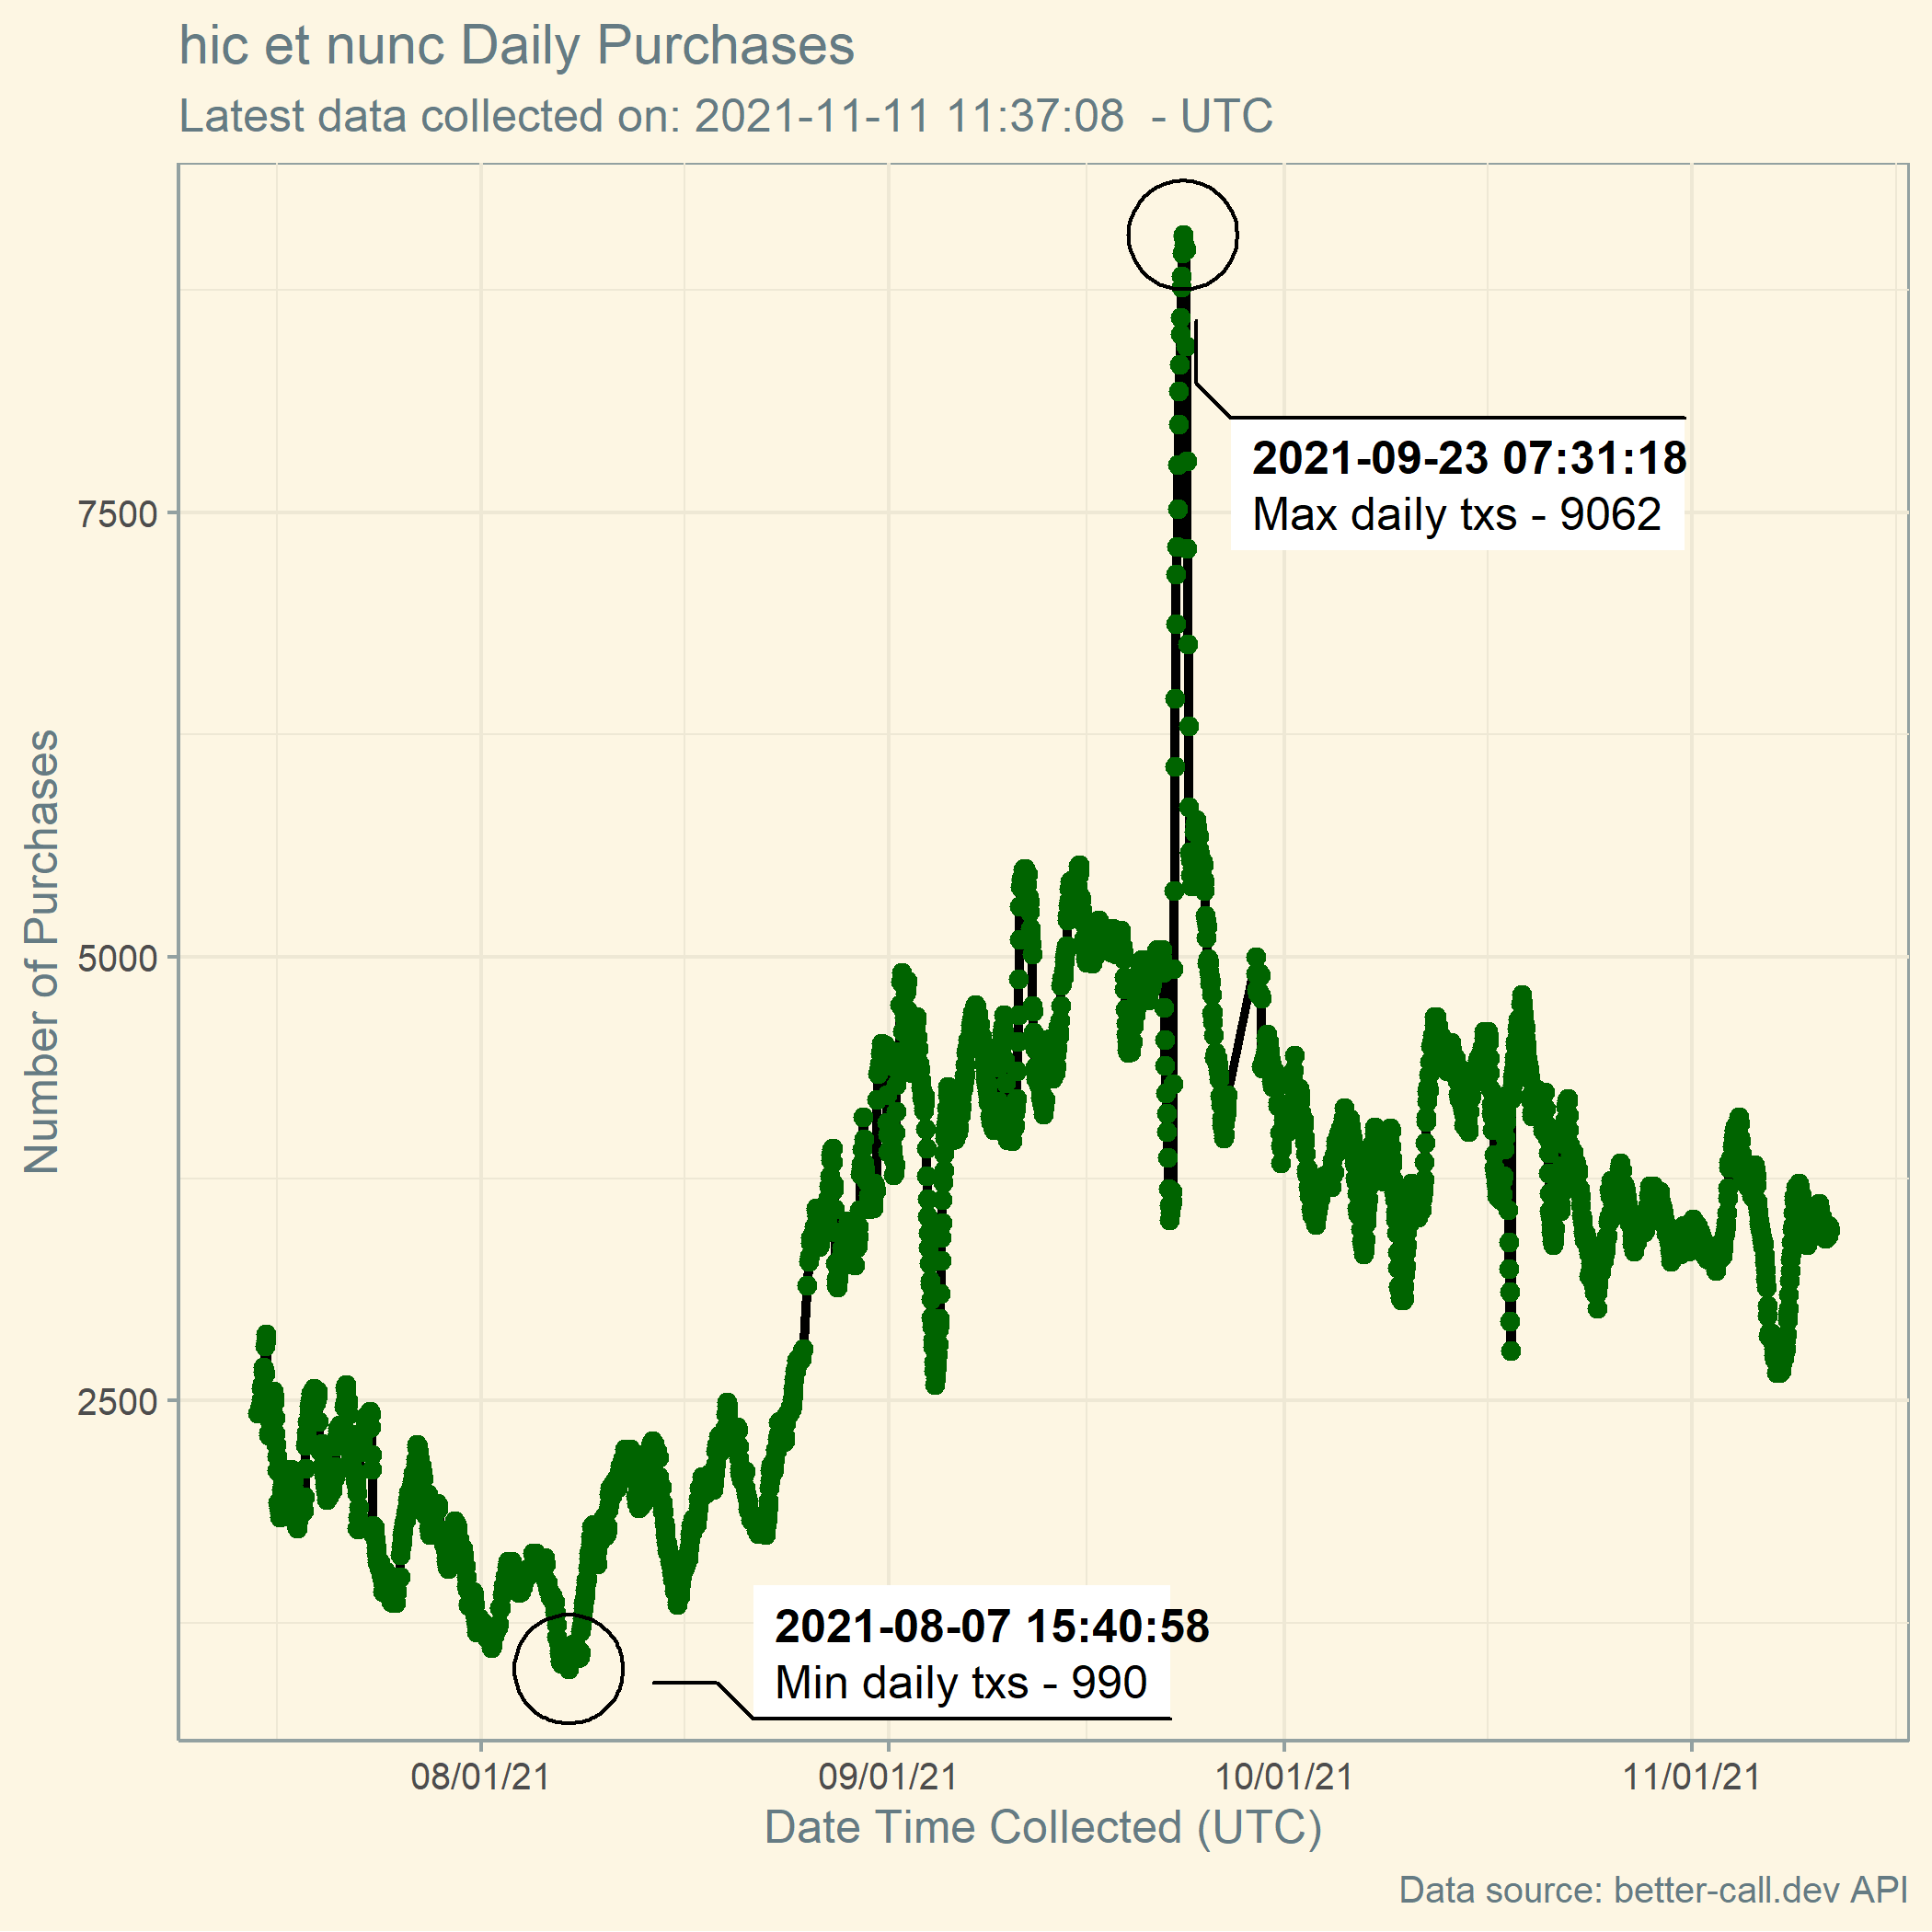 hic et nunc Daily Purchases
Latest data collected on: 2021-11-11 11:37:08  - UTC
2021-09-23 07:31:18
Max daily txs - 9062
7500
5000
2500
Number of Purchases
2021-08-07 15:40:58
Min daily txs - 990
08/01/21 09/01/21 10/01/21 11/01/21
Date Time Collected (UTC)
Data source: better-call.dev API